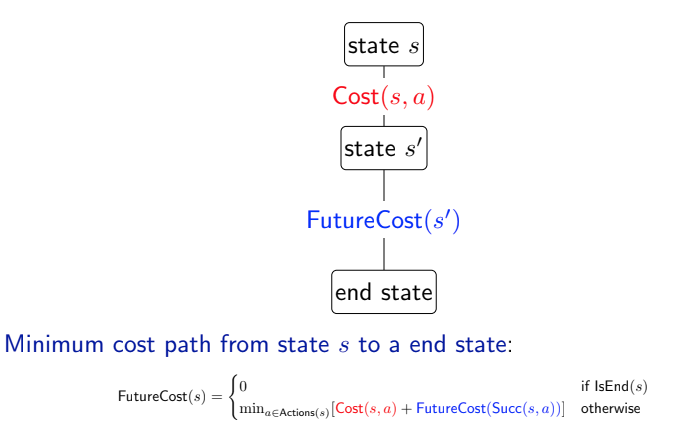 state s
Cost(s, a)
state s′
FutureCost(s′)
end state
Minimum cost path from state s to a end state:
FutureCost(s) = { 0 if IsEnd(s)
min_{a∈Actions(s)}[Cost(s, a) + FutureCost(Succ(s, a))] otherwise